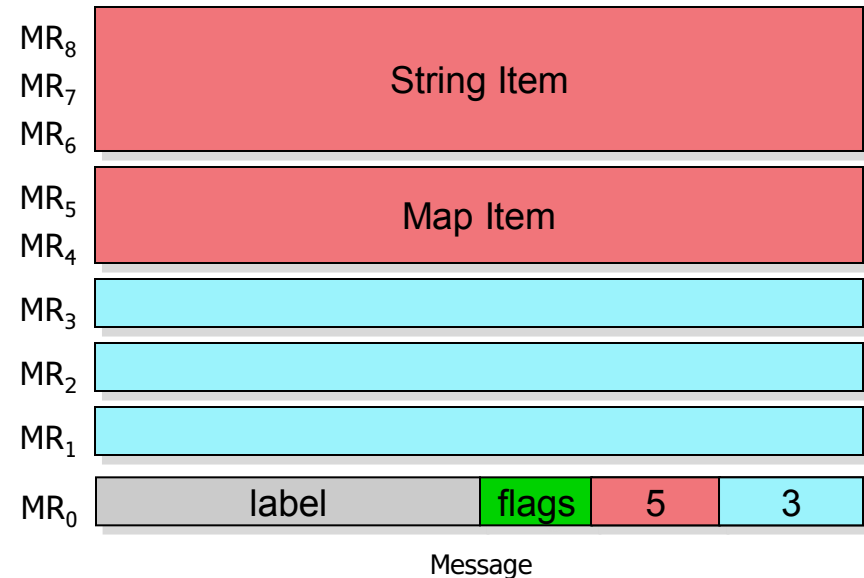 MR₈
MR₇ String Item
MR₆
MR₅
Map Item
MR₄
MR₃
MR₂
MR₁
MR₀ label flags 5 3
Message